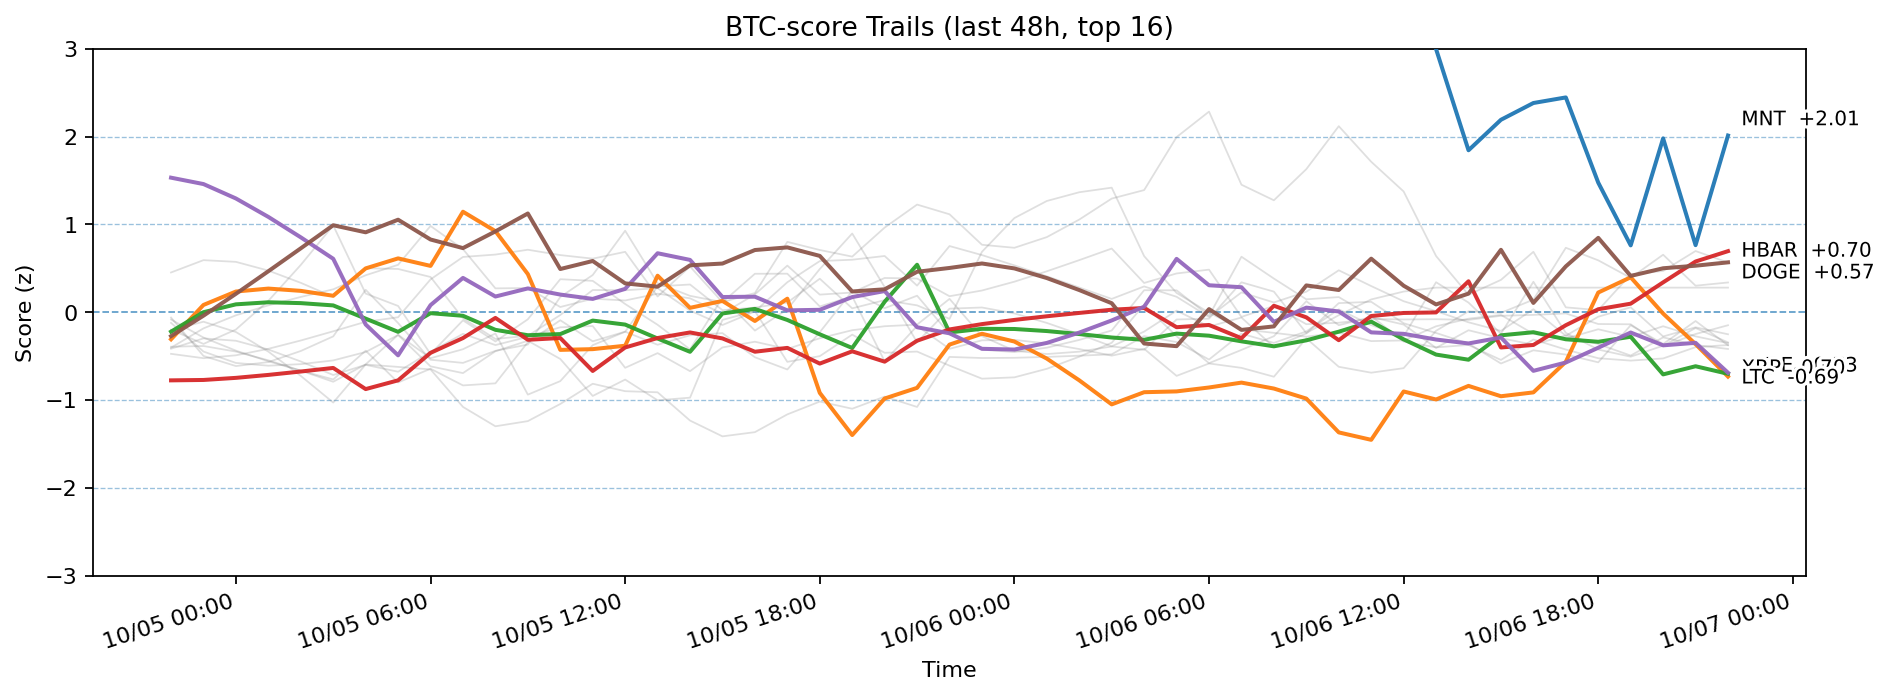 BTC-score Trails (last 48h, top 16)
Score (z)
3
2
1
0
−1
−2
−3
MNT +2.01
HBAR +0.70
DOGE +0.57
LTC -0.69
10/05 00:00
10/05 06:00
10/05 12:00
10/05 18:00
10/06 00:00
10/06 06:00
10/06 12:00
10/06 18:00
10/07 00:00
Time